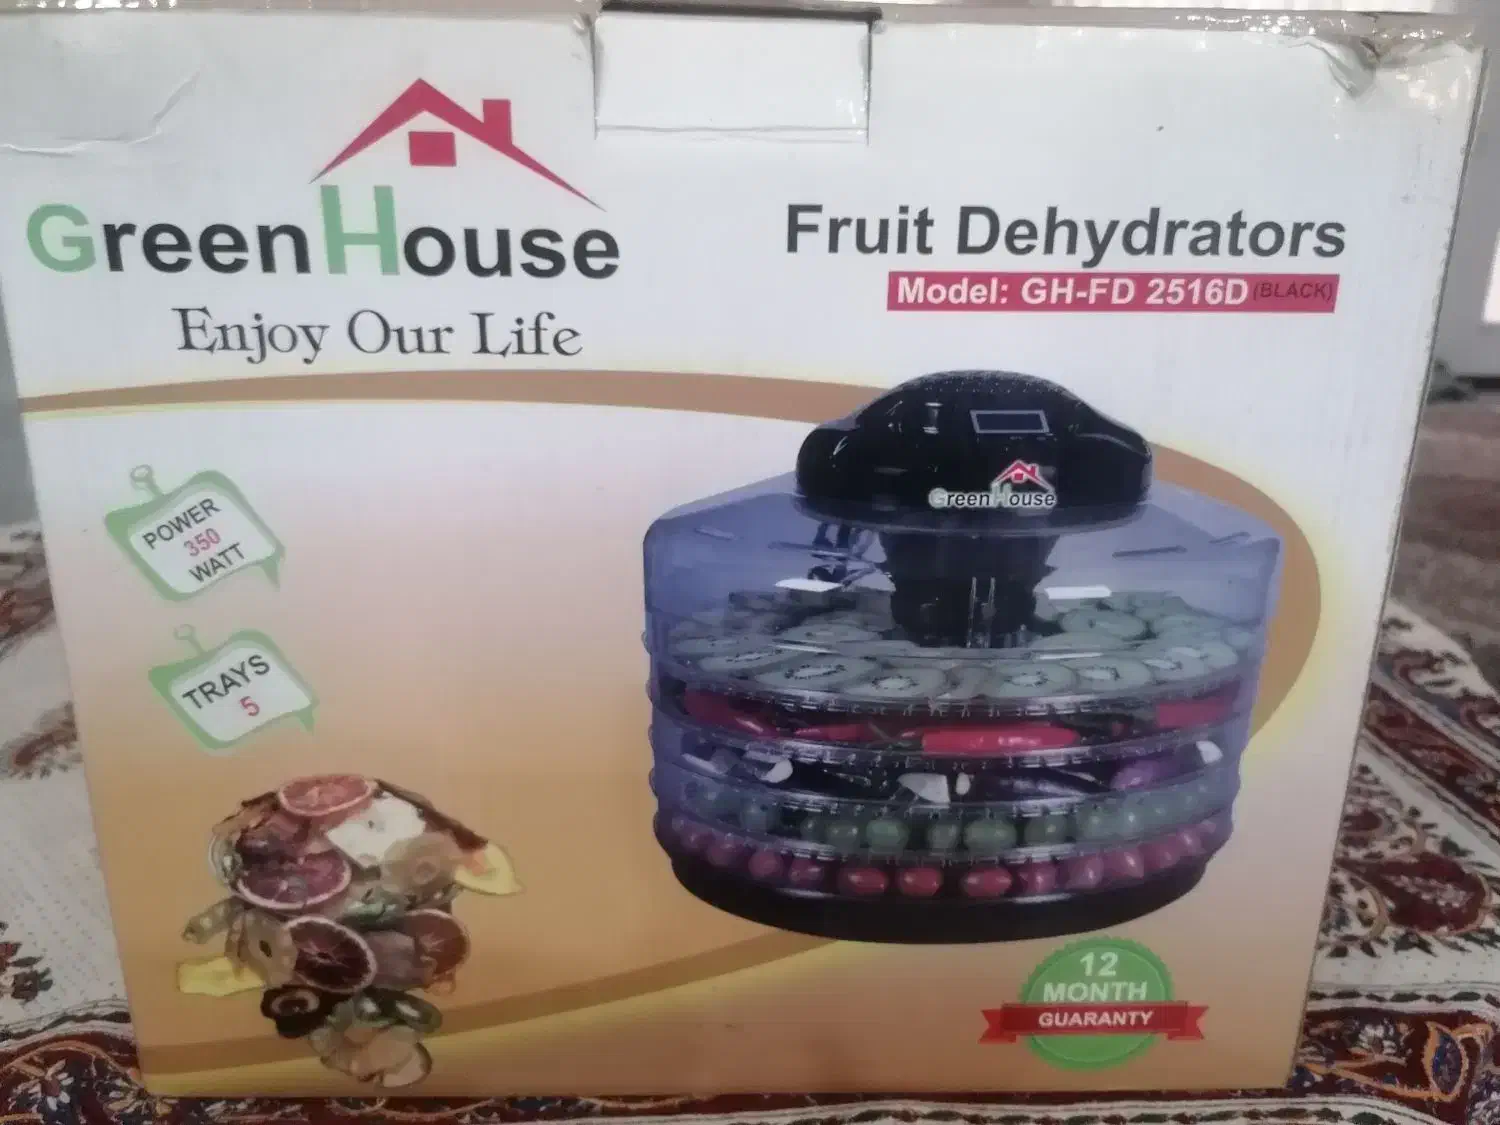 GreenHouse
Enjoy Our Life
Fruit Dehydrators
Model: GH-FD 2516D (BLACK)
GreenHouse
POWER
350
WATT
TRAYS
5
12
MONTH
GUARANTY